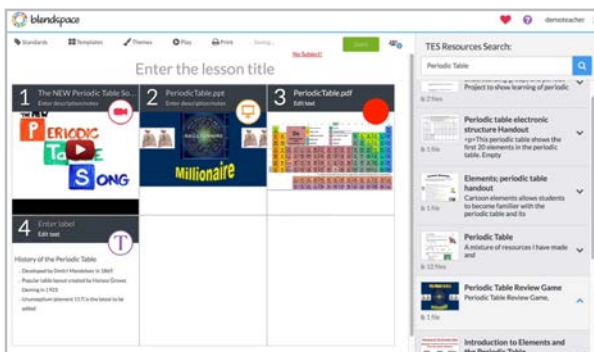 blendspace
demoteacher
Standards
Templates
Themes
Play
Print
Saving...
No Subject!
Share
Enter the lesson title
1 The NEW Periodic Table So...
Enter description/notes
PERIODIC
TABLE
SONG
2 PeriodicTable.ppt
Enter description/notes
MILLIONAIRE
Millionaire
3 PeriodicTable.pdf
Edit text
4 Enter label
Edit text
T
History of the Periodic Table
Developed by Dmitri Mendeleev in 1869
Popular table layout created by Horace Groves
Deming in 1923
Ununseptium (element 117) is the latest to be
added
TES Resources Search:
Periodic Table
Project to show learning of periodic
2 files
Periodic table electronic
structure Handout
<p>This periodic table shows the
first 20 elements in the periodic
table. Empty
1 file
Elements; periodic table
handout
Cartoon elements allows students
to become familiar with the
periodic table and its
1 file
Periodic Table
A mixture of resources I have made
and
12 files
Periodic Table Review Game
Periodic Table Review Game,
1 file
Introduction to Elements and
the Periodic Table